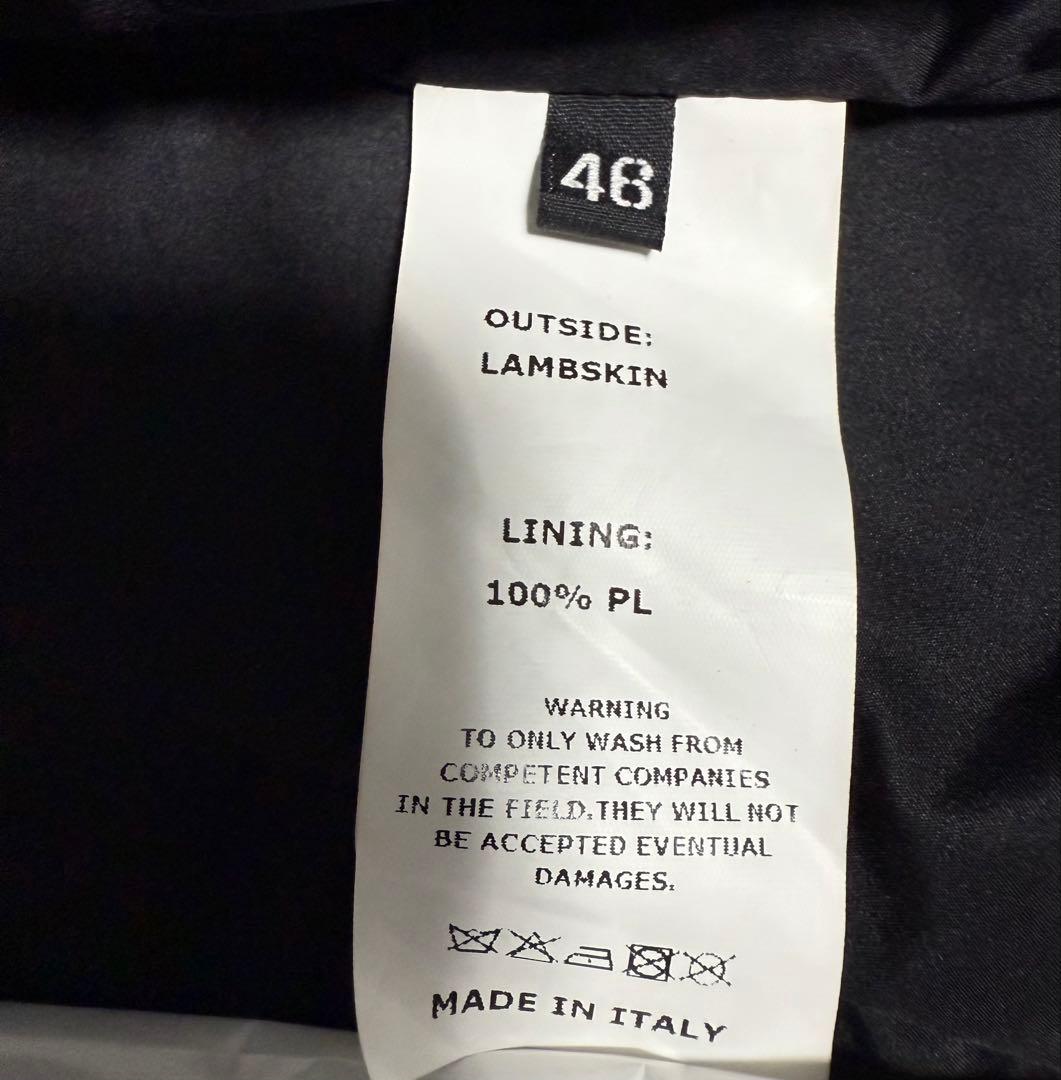 46
OUTSIDE:
LAMBSKIN
LINING:
100% PL
WARNING
TO ONLY WASH FROM
COMPETENT COMPANIES
IN THE FIELD.THEY WILL NOT
BE ACCEPTED EVENTUAL
DAMAGES.
MADE IN ITALY